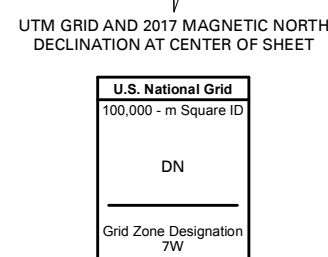 UTM GRID AND 2017 MAGNETIC NORTH
DECLINATION AT CENTER OF SHEET
U.S. National Grid
100,000 - m Square ID
DN
Grid Zone Designation
7W